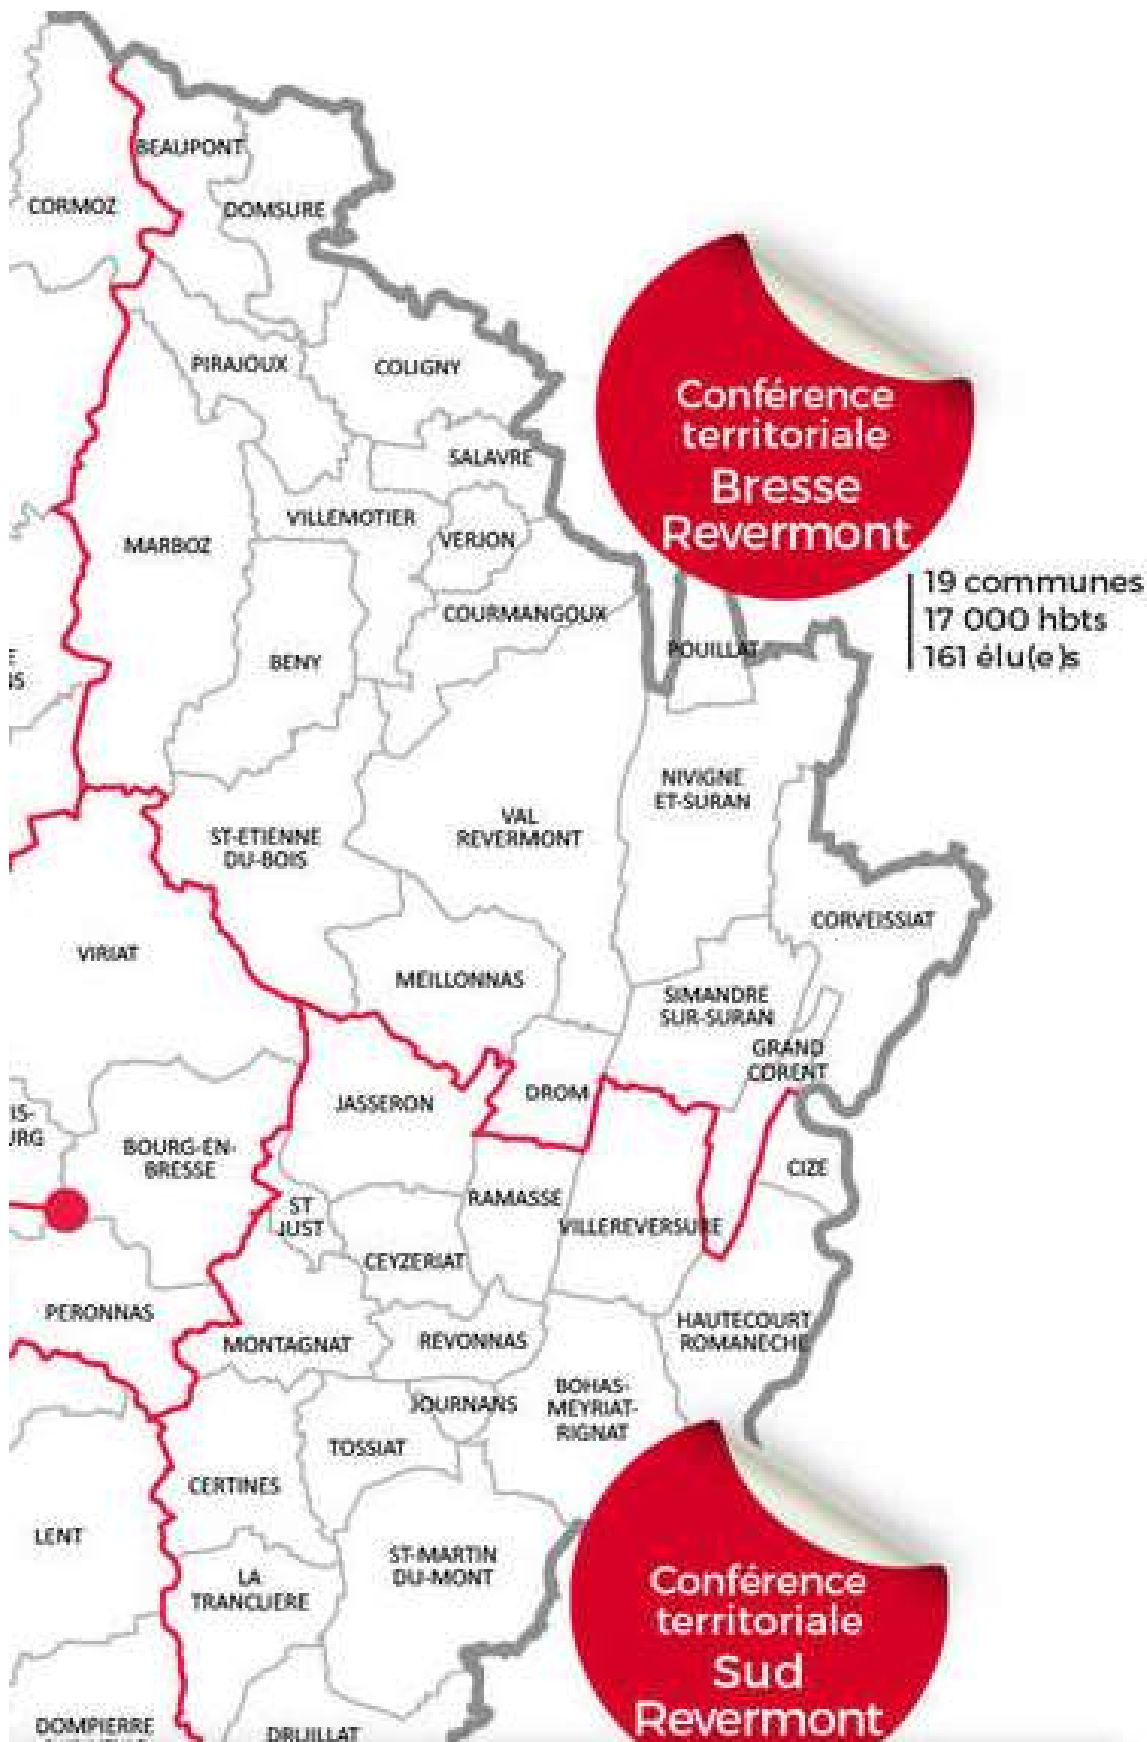 BEAUPONT
CORMOZ
DOMSURE
PIRAJOUX
COLIGNY
Conférence
territoriale
Bresse
Revermont
19 communes
17 000 hbts
161 élu(e)s
SALAVRE
VILLEMOTIER
VERJON
MARBOZ
COURMANGOUX
BENY
POUILLAT
NIVIGNE
ET-SURAN
VAL
REVERMONT
ST-ETIENNE
DU-BOIS
CORVEISSIAT
VIRIAT
MEILLONNAS
SIMANDRE
SUR-SURAN
GRAND
CORENT
DROM
JASSERON
BOURG-EN-
BRESSE
CIZE
RAMASSE
ST
JUST
VILLEREVERSURE
CEYZERIAT
PERONNAS
HAUTECOURT
ROMANECHE
MONTAGNAT
REVONNAS
BOHAS-
MEYRIAT-
RIGNAT
JOURNANS
TOSSIAT
CERTINES
LENT
ST-MARTIN
DU-MONT
LA
TRANCLIERE
Conférence
territoriale
Sud
Revermont
DOMPIERRE
DRUILLAT